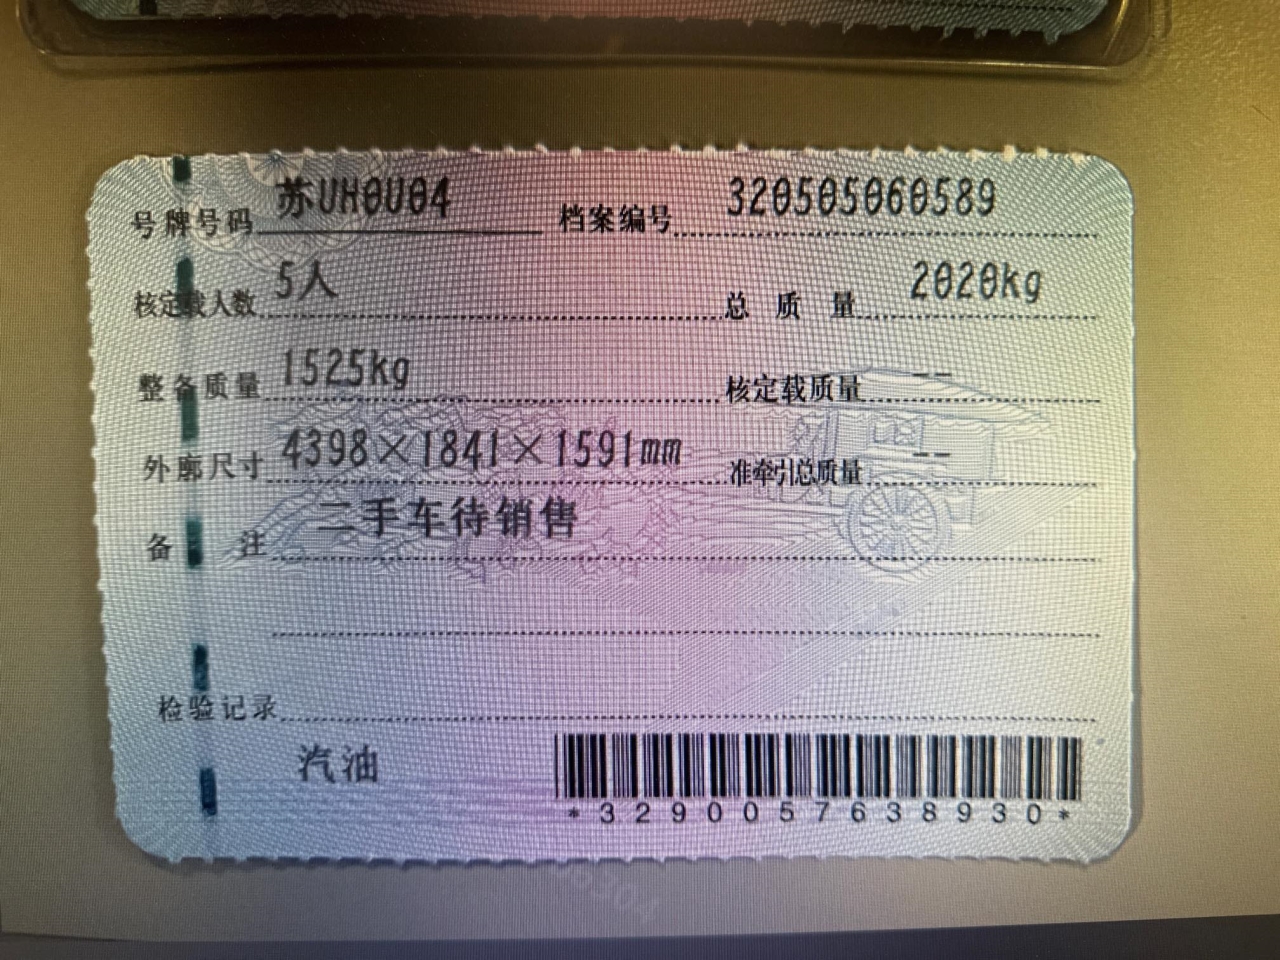 号牌号码 苏UH0U04 档案编号 320505060589
核定载人数 5人 总质量 2020kg
整备质量 1525kg 核定载质量 --
外廓尺寸 4398×1841×1591mm 准牵引总质量 --
备注 二手车待销售
检验记录
汽油
*3290057638930*